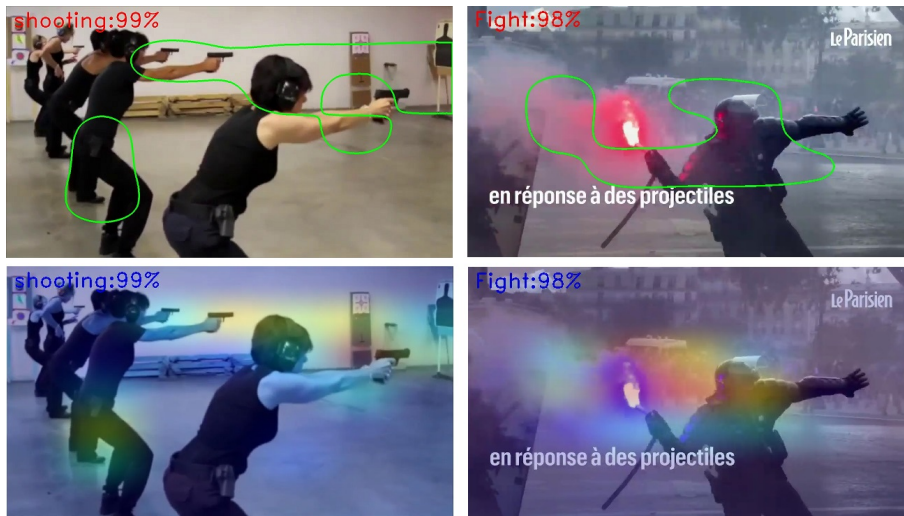 shooting:99%
Fight:98%
Le Parisien
en réponse à des projectiles
shooting:99%
Fight:98%
Le Parisien
en réponse à des projectiles